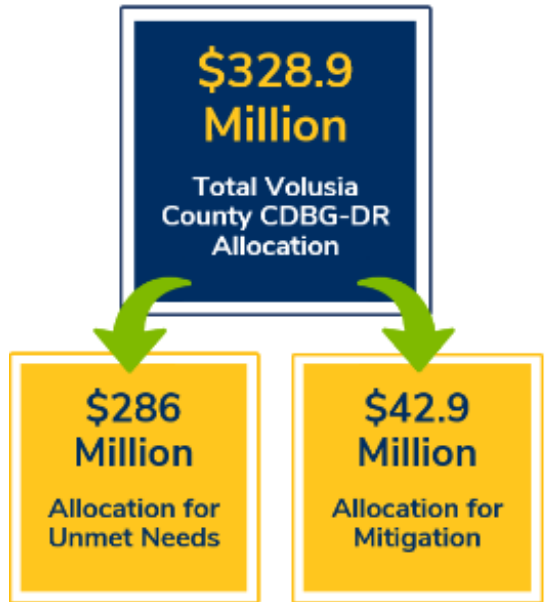 $328.9
Million
Total Volusia
County CDBG-DR
Allocation
$286
Million
Allocation for
Unmet Needs
$42.9
Million
Allocation for
Mitigation